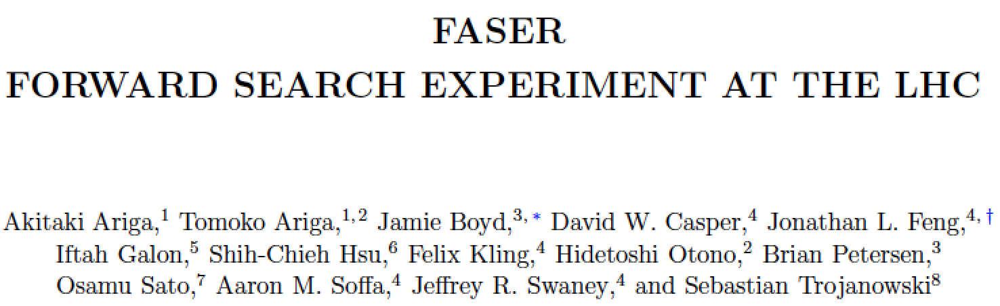 FASER
FORWARD SEARCH EXPERIMENT AT THE LHC
Akitaki Ariga,1 Tomoko Ariga,1,2 Jamie Boyd,3,* David W. Casper,4 Jonathan L. Feng,4,†
Iftah Galon,5 Shih-Chieh Hsu,6 Felix Kling,4 Hidetoshi Otono,2 Brian Petersen,3
Osamu Sato,7 Aaron M. Soffa,4 Jeffrey R. Swaney,4 and Sebastian Trojanowski8